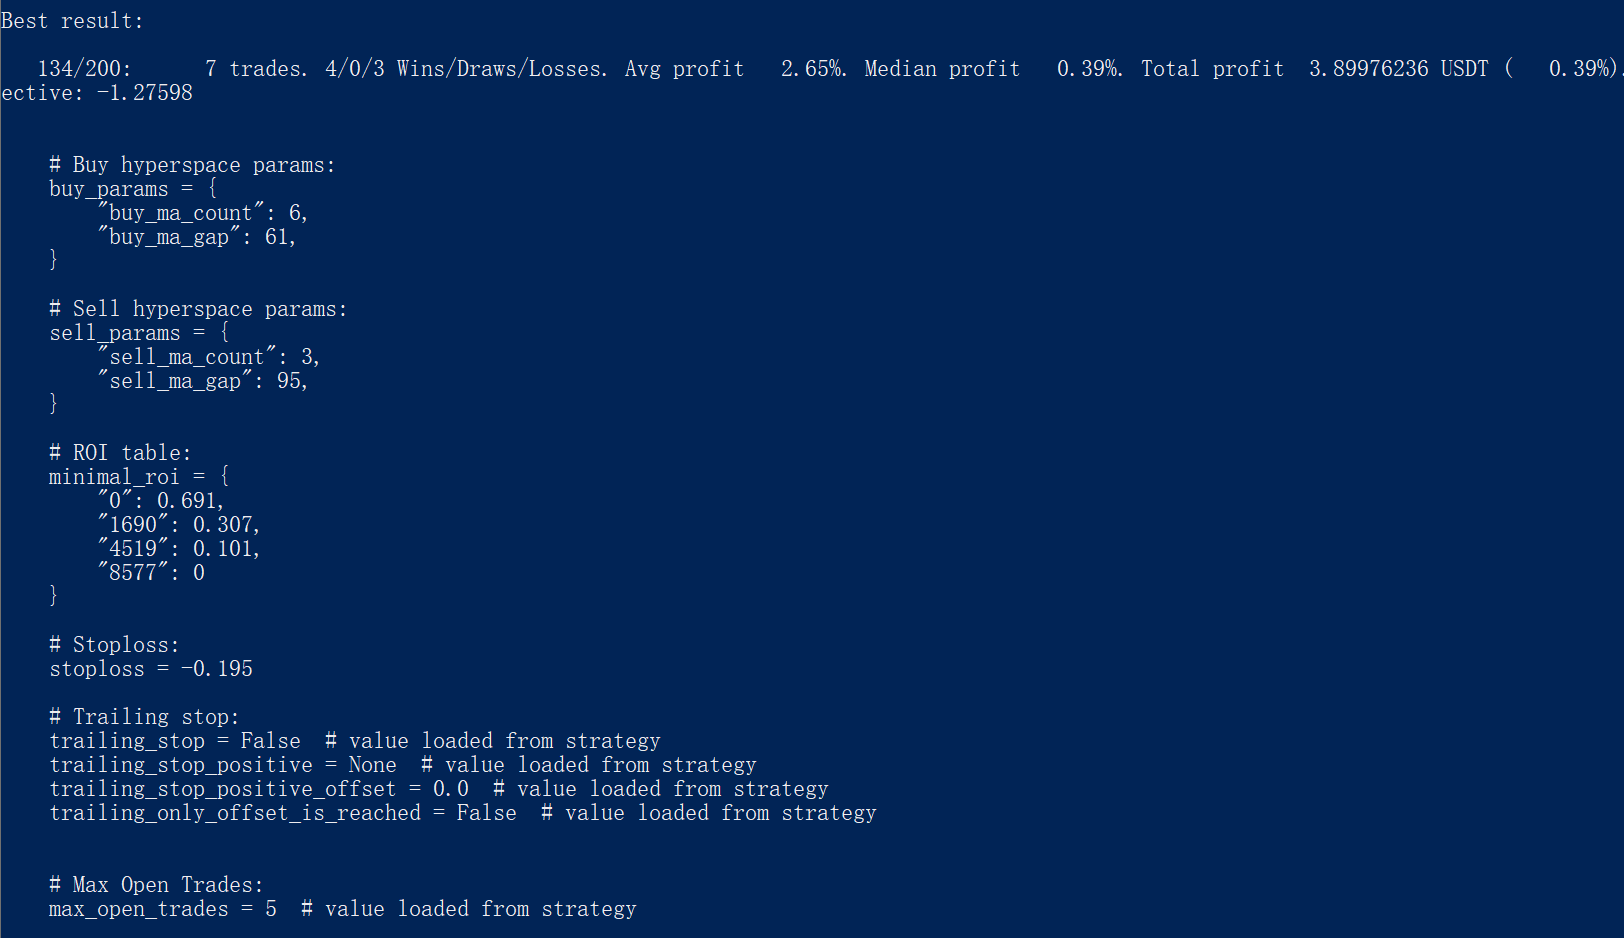 Best result:
134/200:      7 trades. 4/0/3 Wins/Draws/Losses. Avg profit   2.65%. Median profit   0.39%. Total profit  3.89976236 USDT (   0.39%).
ective: -1.27598
# Buy hyperspace params:
buy_params = {
    "buy_ma_count": 6,
    "buy_ma_gap": 61,
}
# Sell hyperspace params:
sell_params = {
    "sell_ma_count": 3,
    "sell_ma_gap": 95,
}
# ROI table:
minimal_roi = {
    "0": 0.691,
    "1690": 0.307,
    "4519": 0.101,
    "8577": 0
}
# Stoploss:
stoploss = -0.195
# Trailing stop:
trailing_stop = False  # value loaded from strategy
trailing_stop_positive = None  # value loaded from strategy
trailing_stop_positive_offset = 0.0  # value loaded from strategy
trailing_only_offset_is_reached = False  # value loaded from strategy
# Max Open Trades:
max_open_trades = 5  # value loaded from strategy